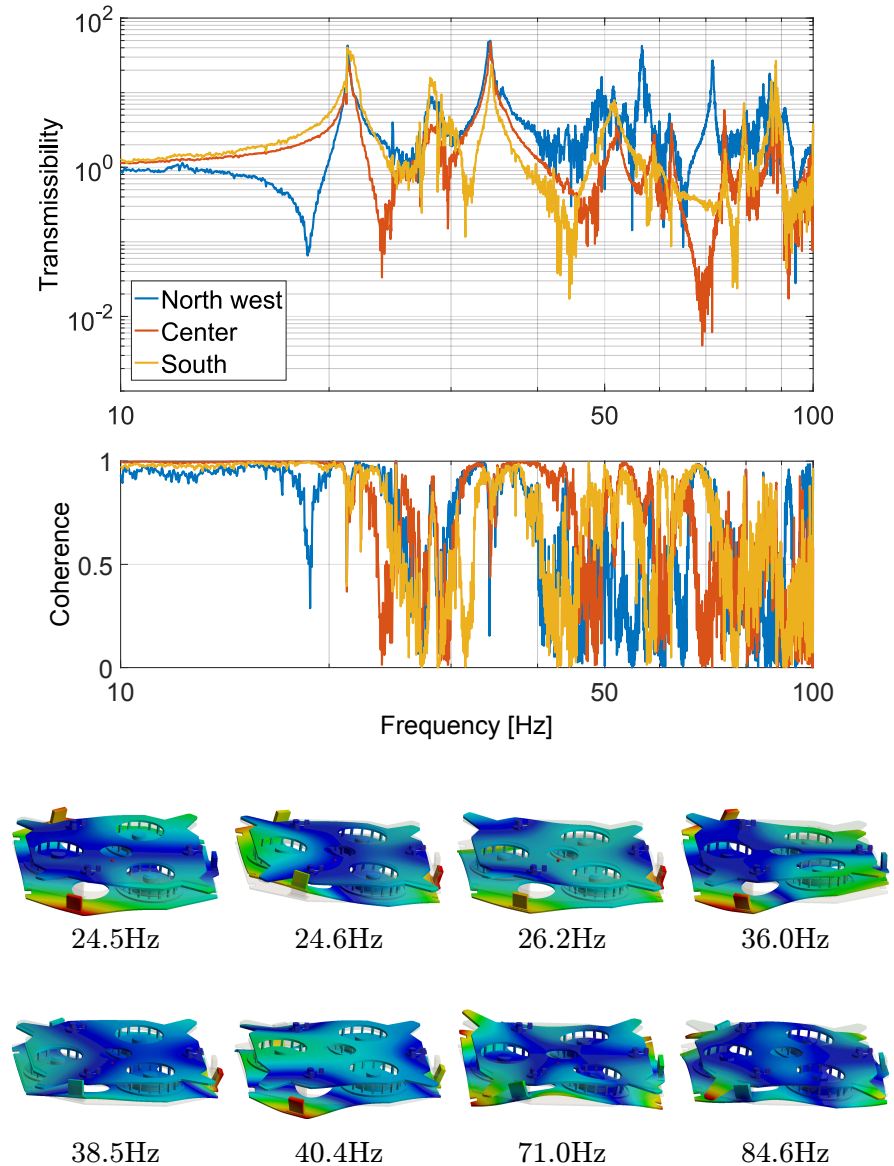 10^2
10^0
10^-2
Transmissibility
North west
Center
South
10 50 100
1
0.5
0
Coherence
10 50 100
Frequency [Hz]
24.5Hz 24.6Hz 26.2Hz 36.0Hz
38.5Hz 40.4Hz 71.0Hz 84.6Hz